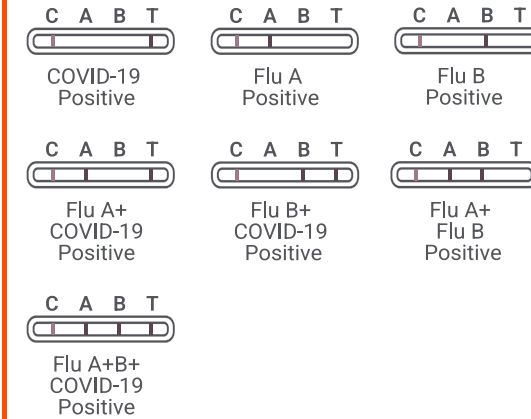 C A B T
COVID-19
Positive
C A B T
Flu A
Positive
C A B T
Flu B
Positive
C A B T
Flu A+
COVID-19
Positive
C A B T
Flu B+
COVID-19
Positive
C A B T
Flu A+
Flu B
Positive
C A B T
Flu A+B+
COVID-19
Positive